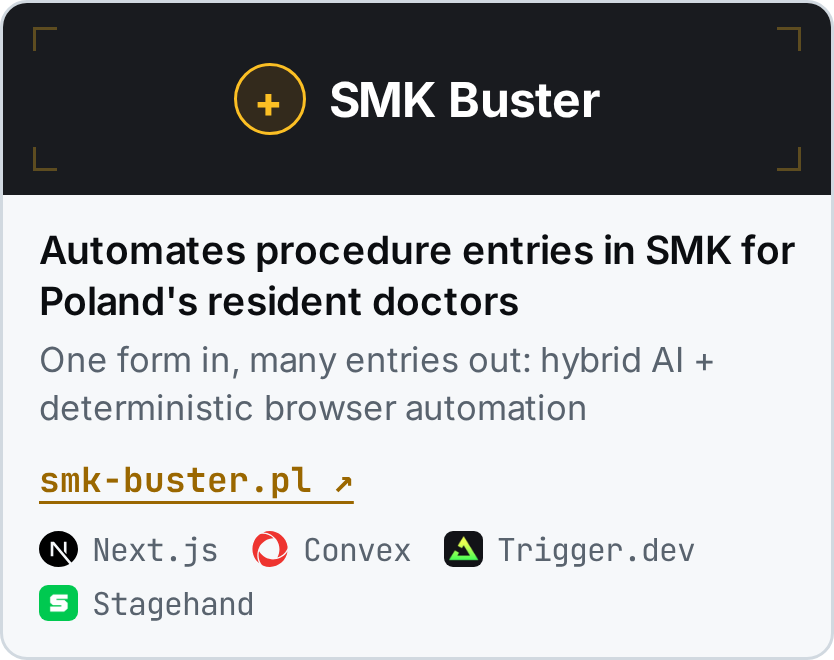 + SMK Buster
Automates procedure entries in SMK for
Poland's resident doctors
One form in, many entries out: hybrid AI +
deterministic browser automation
smk-buster.pl ↗
Next.js Convex Trigger.dev
Stagehand